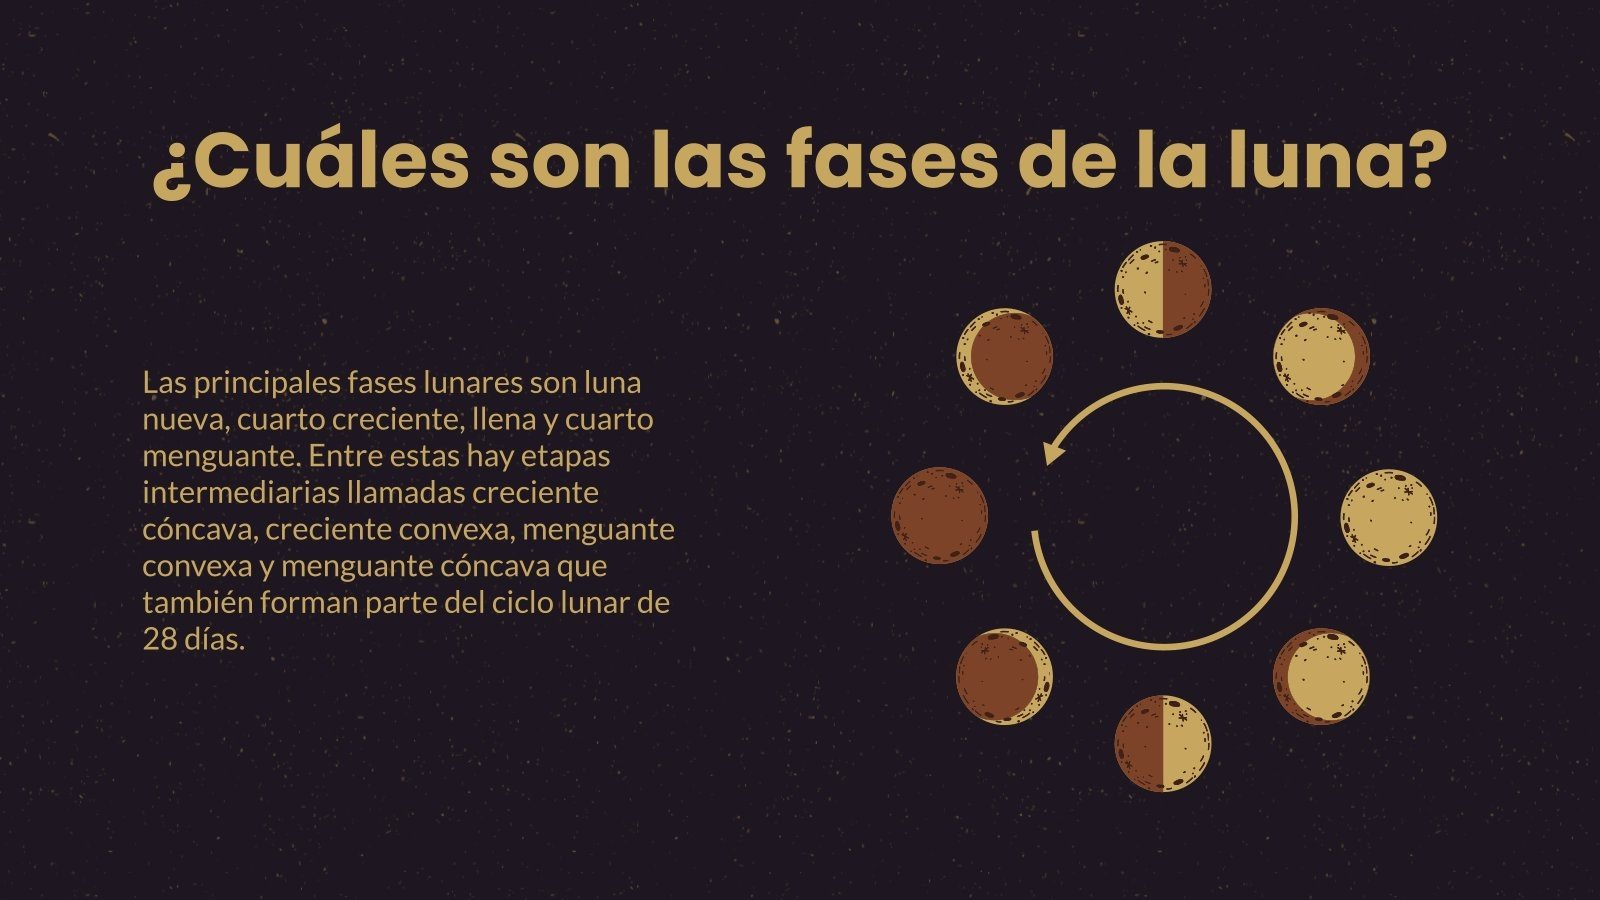 ¿Cuáles son las fases de la luna?
Las principales fases lunares son luna
nueva, cuarto creciente, llena y cuarto
menguante. Entre estas hay etapas
intermediarias llamadas creciente
cóncava, creciente convexa, menguante
convexa y menguante cóncava que
también forman parte del ciclo lunar de
28 días.